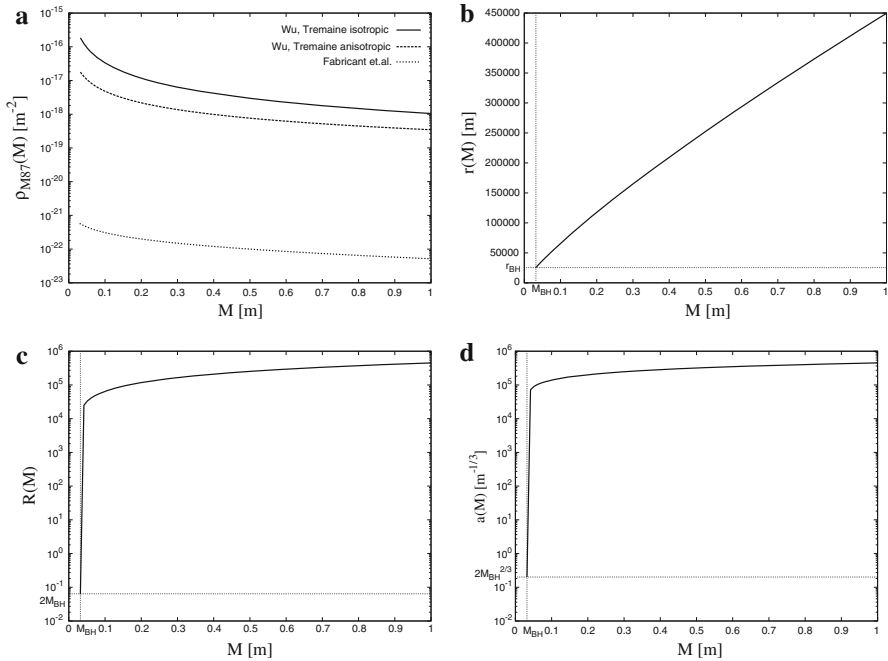 a
10^-15
10^-16
10^-17
10^-18
10^-19
10^-20
10^-21
10^-22
10^-23
ρ_M87(M) [m^-2]
Wu, Tremaine isotropic
Wu, Tremaine anisotropic
Fabricant et.al.
0 0.1 0.2 0.3 0.4 0.5 0.6 0.7 0.8 0.9 1
M [m]
b
450000
400000
350000
300000
250000
200000
150000
100000
50000
r_BH
0
r(M) [m]
0 M_BH 0.1 0.2 0.3 0.4 0.5 0.6 0.7 0.8 0.9 1
M [m]
c
10^6
10^5
10^4
10^3
10^2
10^1
10^0
10^-1
2M_BH
10^-2
R(M)
0 M_BH 0.1 0.2 0.3 0.4 0.5 0.6 0.7 0.8 0.9 1
M [m]
d
10^6
10^5
10^4
10^3
10^2
10^1
10^0
2M_BH^2/3
10^-1
10^-2
a(M) [m^-1/3]
0 M_BH 0.1 0.2 0.3 0.4 0.5 0.6 0.7 0.8 0.9 1
M [m]